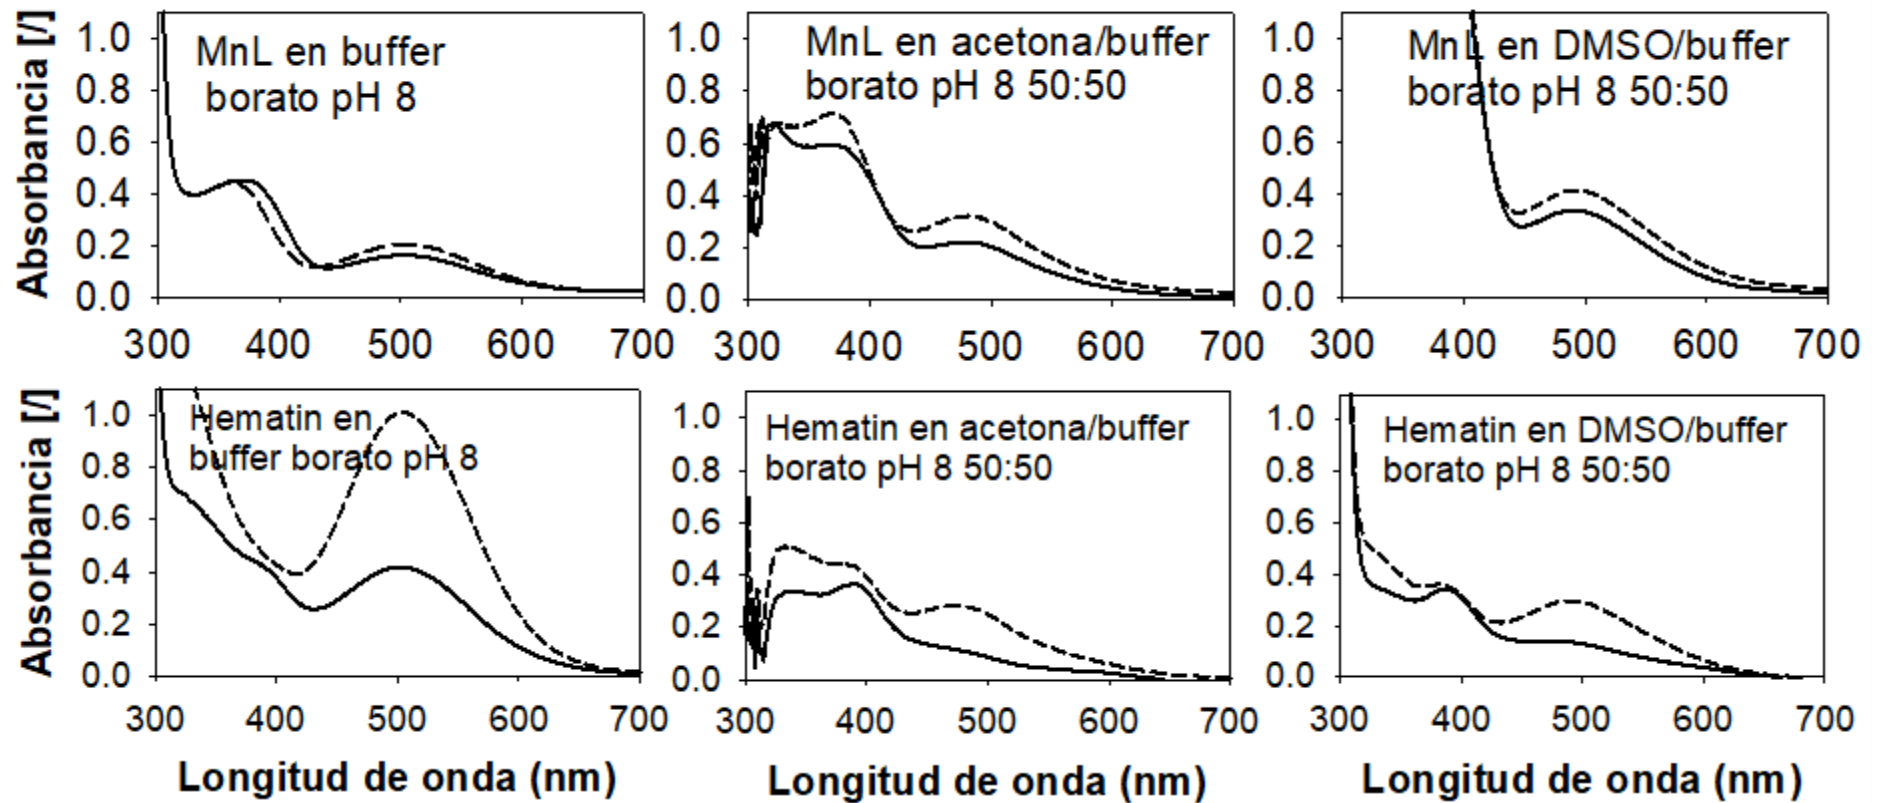 Absorbancia [/]
1.0
0.8
0.6
0.4
0.2
0.0
MnL en buffer
borato pH 8
300 400 500 600 700
1.0
0.8
0.6
0.4
0.2
0.0
MnL en acetona/buffer
borato pH 8 50:50
300 400 500 600 700
1.0
0.8
0.6
0.4
0.2
0.0
MnL en DMSO/buffer
borato pH 8 50:50
300 400 500 600 700
Absorbancia [/]
1.0
0.8
0.6
0.4
0.2
0.0
Hematin en
buffer borato pH 8
300 400 500 600 700
Longitud de onda (nm)
1.0
0.8
0.6
0.4
0.2
0.0
Hematin en acetona/buffer
borato pH 8 50:50
300 400 500 600 700
Longitud de onda (nm)
1.0
0.8
0.6
0.4
0.2
0.0
Hematin en DMSO/buffer
borato pH 8 50:50
300 400 500 600 700
Longitud de onda (nm)